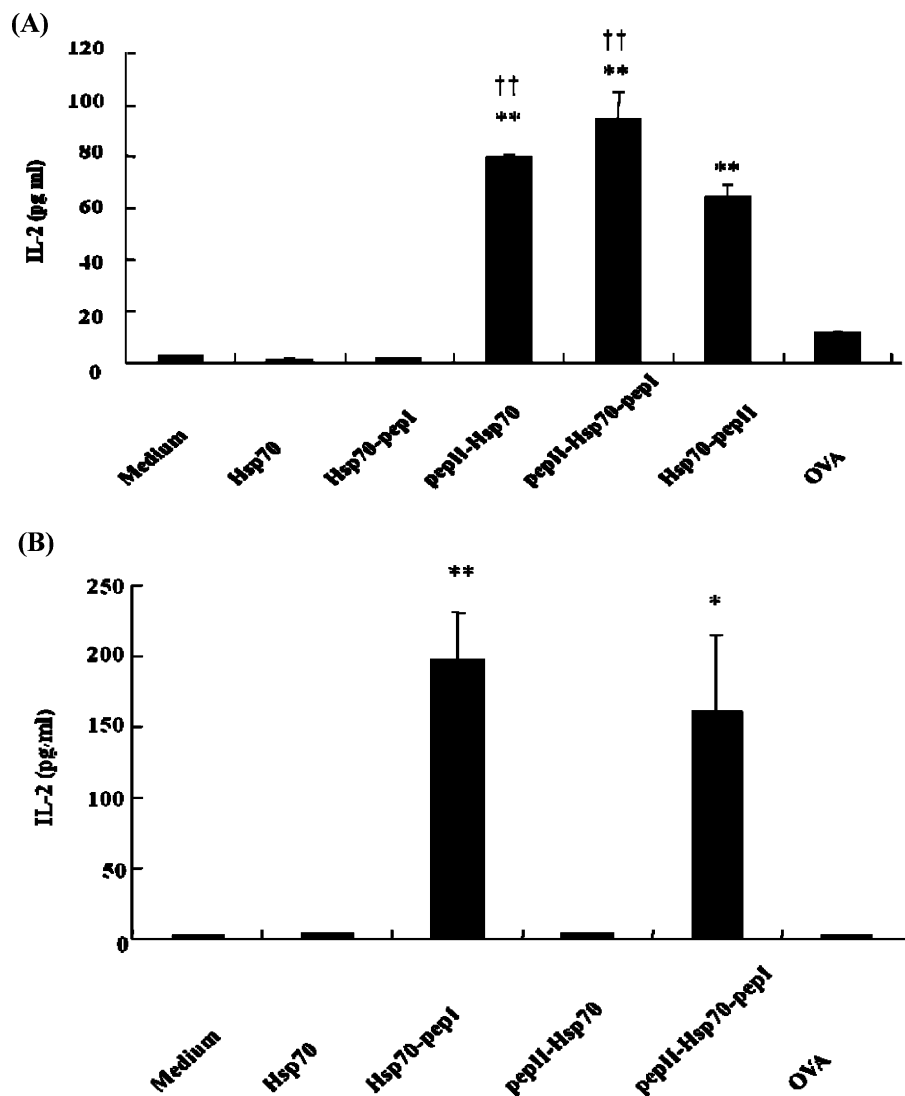 (A)
120
100
80
60
40
20
0
IL-2 (pg ml)
††
**
††
**
**
Medium
Hsp70
Hsp70-pepI
pepII-Hsp70
pepII-Hsp70-pepI
Hsp70-pepII
OVA
(B)
250
200
150
100
50
0
IL-2 (pg/ml)
**
*
Medium
Hsp70
Hsp70-pepI
pepII-Hsp70
pepII-Hsp70-pepI
OVA